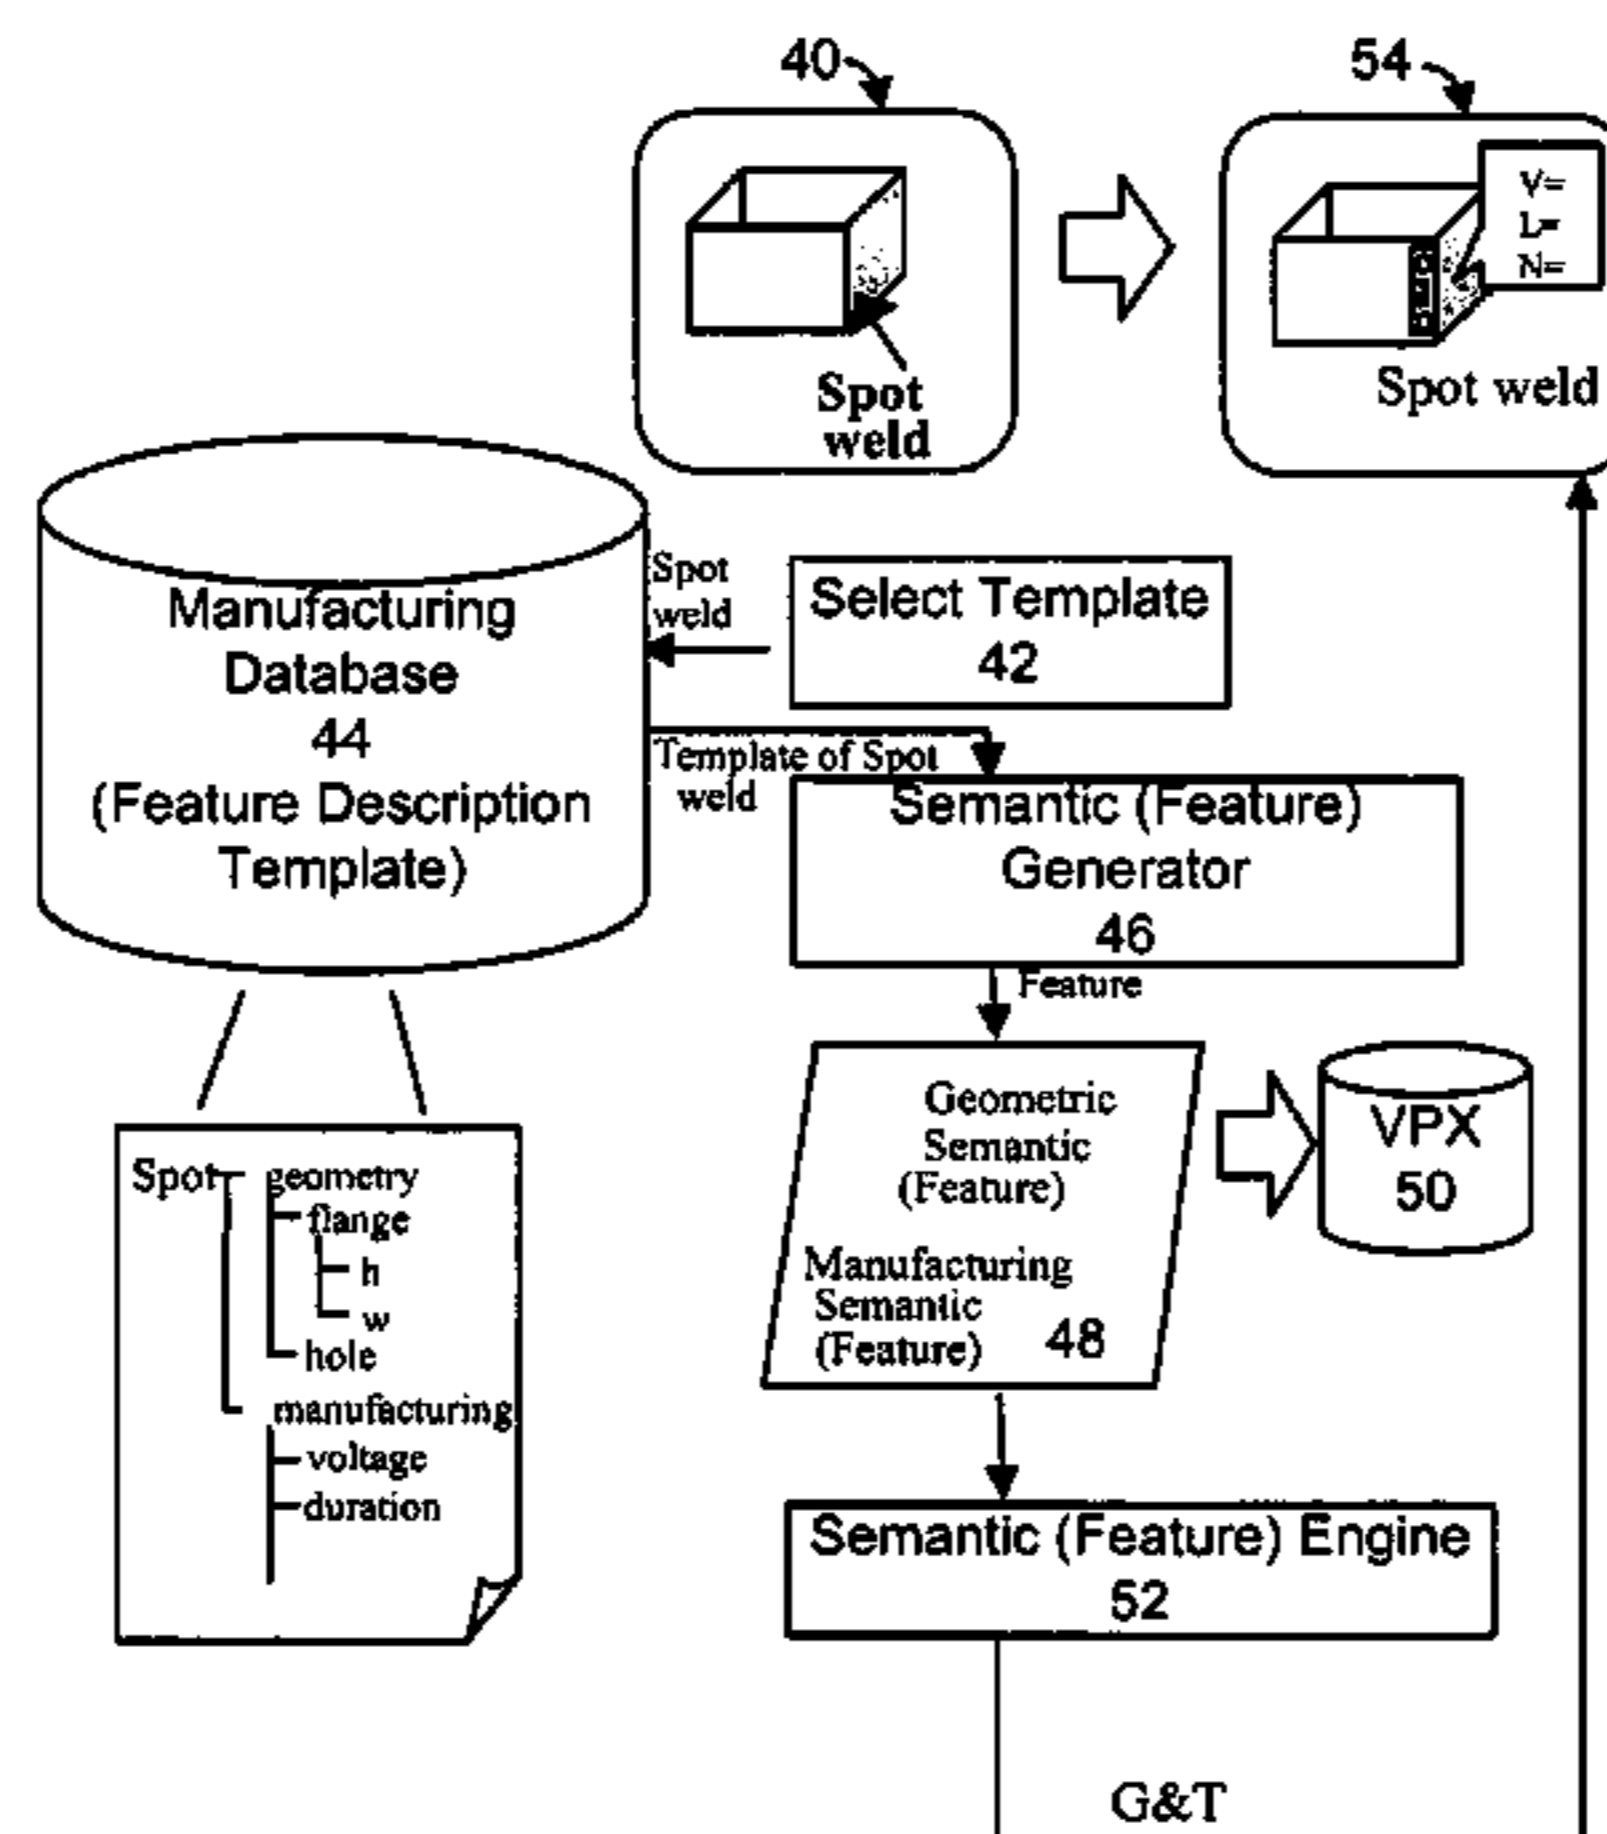 40
54
V=
L=
N=
Spot
weld
Spot weld
Manufacturing
Database
44
(Feature Description
Template)
Spot
weld
Select Template
42
Template of Spot
weld
Semantic (Feature)
Generator
46
Feature
Geometric
Semantic
(Feature)
Manufacturing
Semantic
(Feature)
48
VPX
50
Spot
geometry
flange
h
w
hole
manufacturing
voltage
duration
Semantic (Feature) Engine
52
G&T